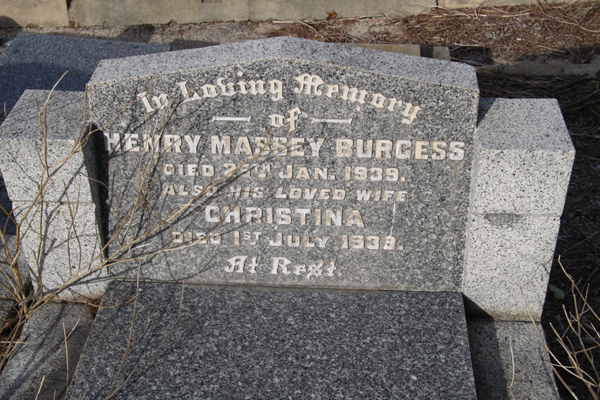 In Loving Memory
of
HENRY MASSEY BURGESS
DIED JAN. 1939.
ALSO HIS LOVED WIFE
CHRISTINA
DIED 1ST JULY 1939.
At Rest.